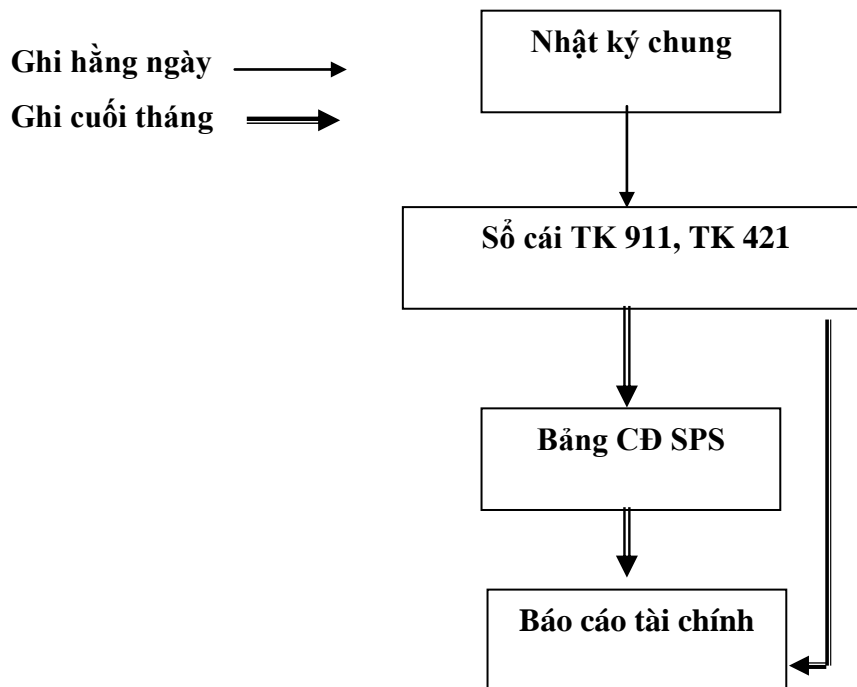 Nhật ký chung
Ghi hằng ngày
Ghi cuối tháng
Sổ cái TK 911, TK 421
Bảng CĐ SPS
Báo cáo tài chính